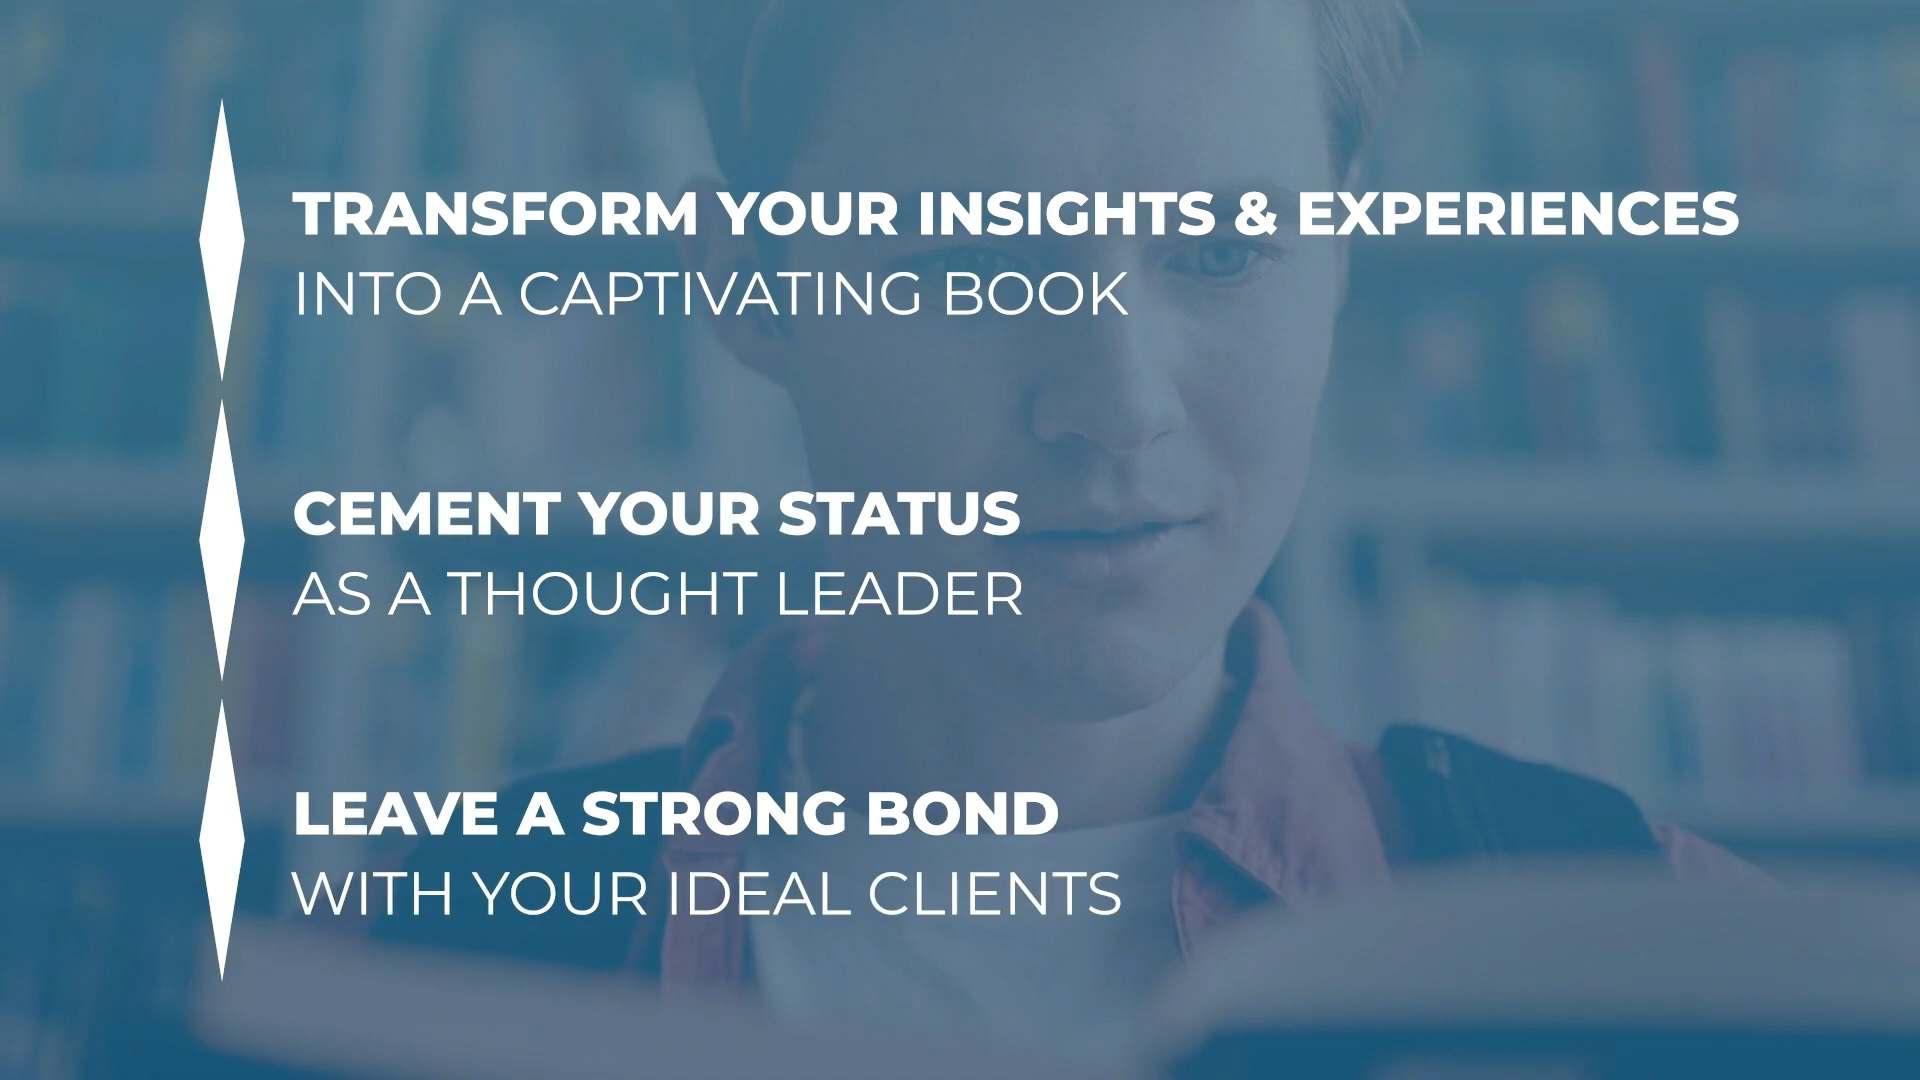 TRANSFORM YOUR INSIGHTS & EXPERIENCES
INTO A CAPTIVATING BOOK
CEMENT YOUR STATUS
AS A THOUGHT LEADER
LEAVE A STRONG BOND
WITH YOUR IDEAL CLIENTS